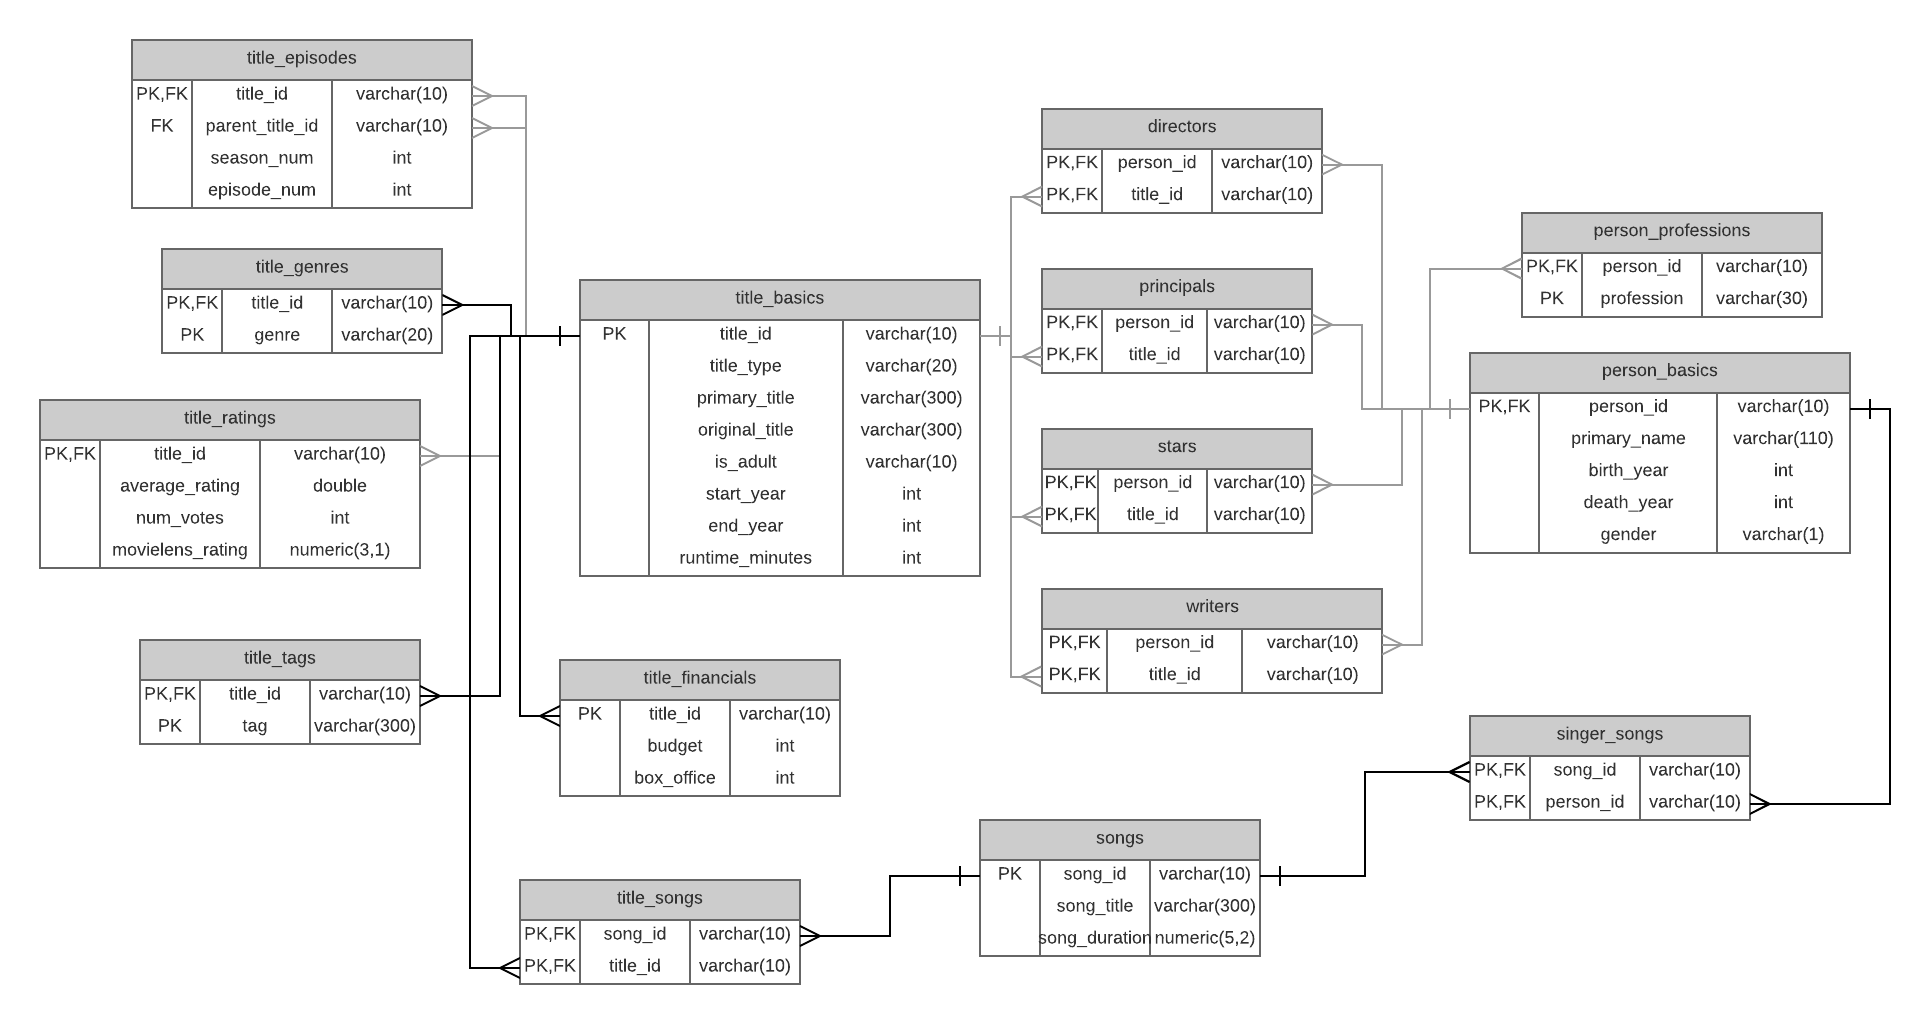 title_episodes
PK,FK title_id varchar(10)
FK parent_title_id varchar(10)
season_num int
episode_num int
title_genres
PK,FK title_id varchar(10)
PK genre varchar(20)
title_ratings
PK,FK title_id varchar(10)
average_rating double
num_votes int
movielens_rating numeric(3,1)
title_tags
PK,FK title_id varchar(10)
PK tag varchar(300)
title_basics
PK title_id varchar(10)
title_type varchar(20)
primary_title varchar(300)
original_title varchar(300)
is_adult varchar(10)
start_year int
end_year int
runtime_minutes int
title_financials
PK title_id varchar(10)
budget int
box_office int
title_songs
PK,FK song_id varchar(10)
PK,FK title_id varchar(10)
directors
PK,FK person_id varchar(10)
PK,FK title_id varchar(10)
principals
PK,FK person_id varchar(10)
PK,FK title_id varchar(10)
stars
PK,FK person_id varchar(10)
PK,FK title_id varchar(10)
writers
PK,FK person_id varchar(10)
PK,FK title_id varchar(10)
songs
PK song_id varchar(10)
song_title varchar(300)
song_duration numeric(5,2)
person_professions
PK,FK person_id varchar(10)
PK profession varchar(30)
person_basics
PK,FK person_id varchar(10)
primary_name varchar(110)
birth_year int
death_year int
gender varchar(1)
singer_songs
PK,FK song_id varchar(10)
PK,FK person_id varchar(10)